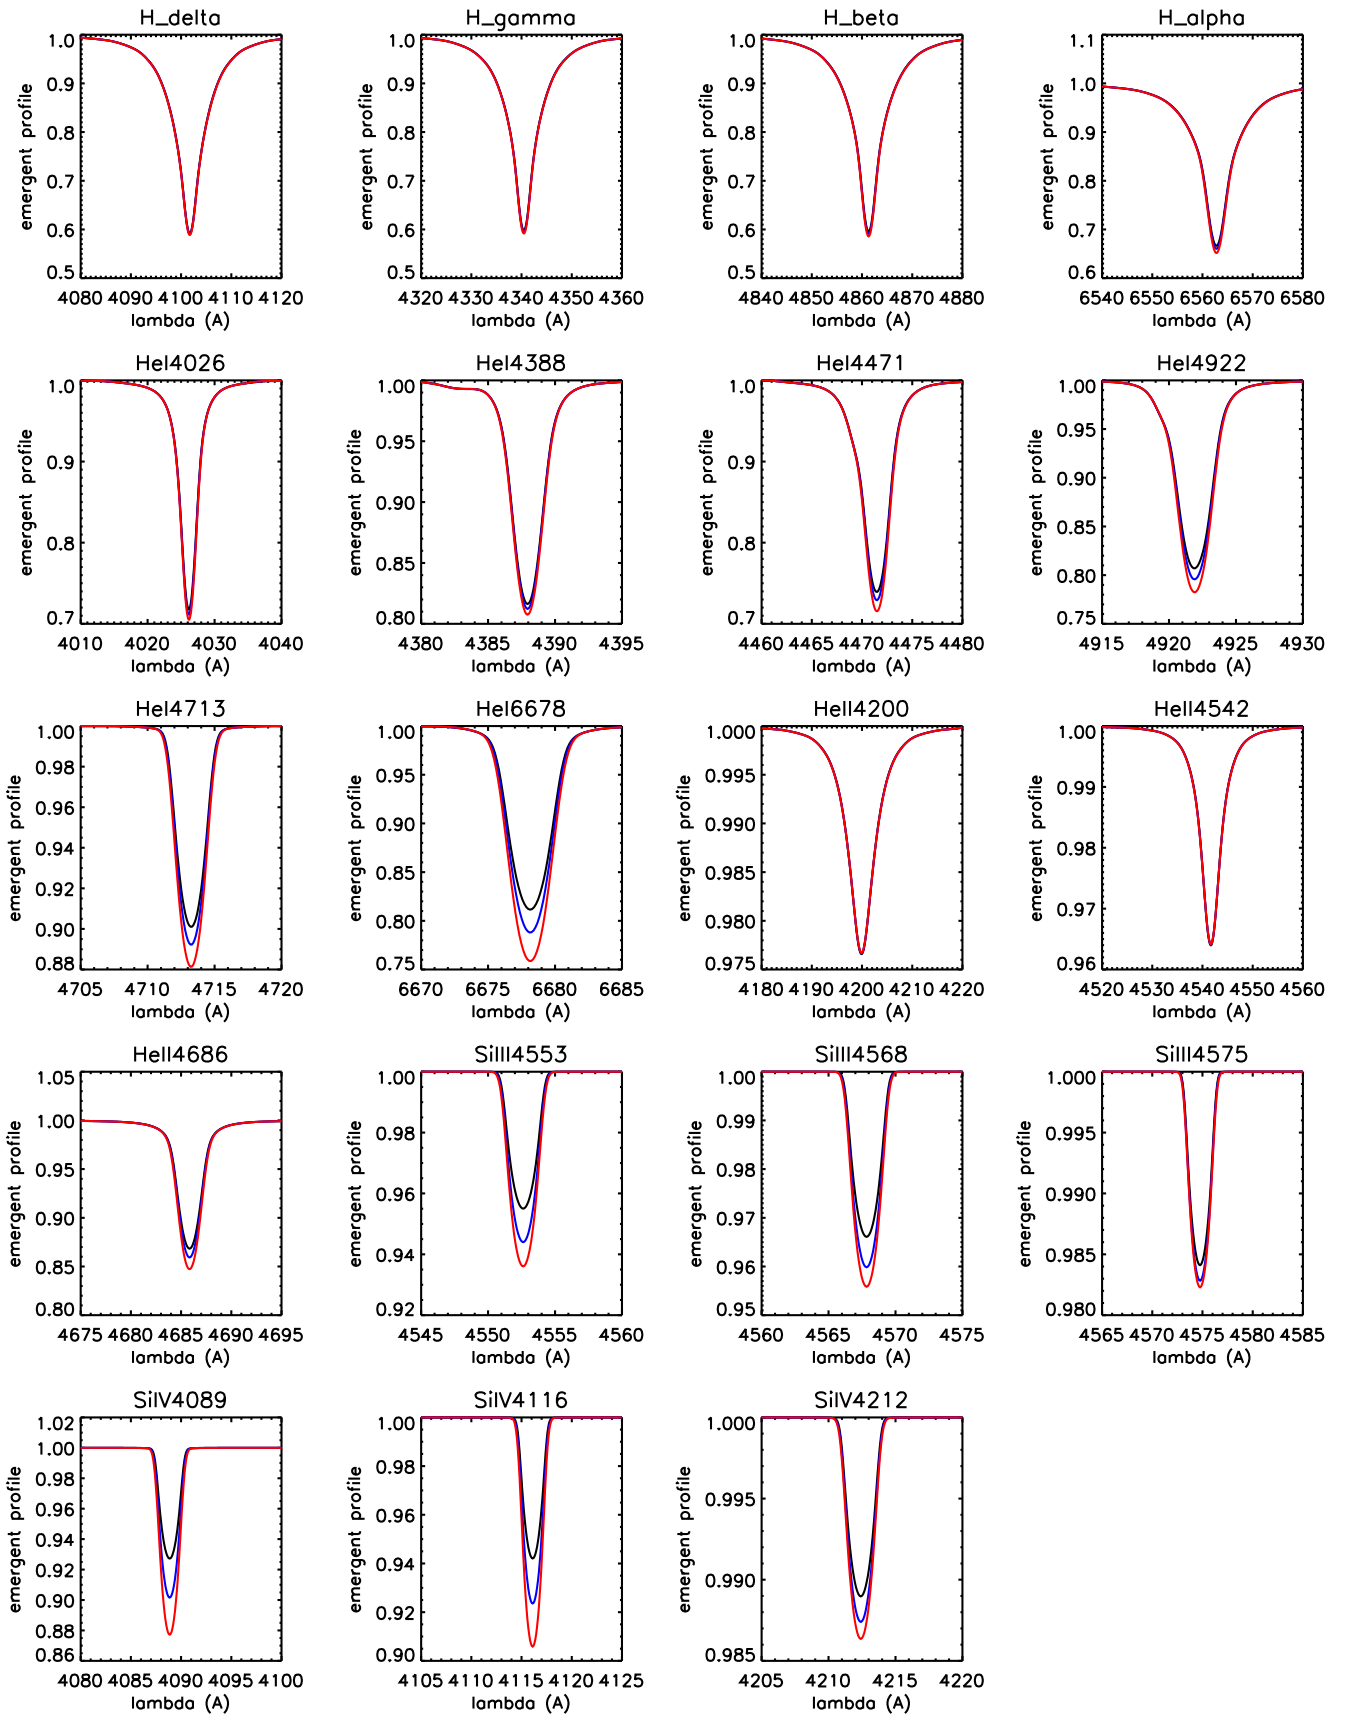 H_delta H_gamma H_beta H_alpha
emergent profile emergent profile emergent profile emergent profile
1.0 0.9 0.8 0.7 0.6 0.5
1.0 0.9 0.8 0.7 0.6 0.5
1.0 0.9 0.8 0.7 0.6 0.5
1.1 1.0 0.9 0.8 0.7 0.6
4080 4090 4100 4110 4120
4320 4330 4340 4350 4360
4840 4850 4860 4870 4880
6540 6550 6560 6570 6580
lambda (A) lambda (A) lambda (A) lambda (A)
HeI4026 HeI4388 HeI4471 HeI4922
emergent profile emergent profile emergent profile emergent profile
1.0 0.9 0.8 0.7
1.00 0.95 0.90 0.85 0.80
1.0 0.9 0.8 0.7
1.00 0.95 0.90 0.85 0.80 0.75
4010 4020 4030 4040
4380 4385 4390 4395
4460 4465 4470 4475 4480
4915 4920 4925 4930
lambda (A) lambda (A) lambda (A) lambda (A)
HeI4713 HeI6678 HeII4200 HeII4542
emergent profile emergent profile emergent profile emergent profile
1.00 0.98 0.96 0.94 0.92 0.90 0.88
1.00 0.95 0.90 0.85 0.80 0.75
1.000 0.995 0.990 0.985 0.980 0.975
1.00 0.99 0.98 0.97 0.96
4705 4710 4715 4720
6670 6675 6680 6685
4180 4190 4200 4210 4220
4520 4530 4540 4550 4560
lambda (A) lambda (A) lambda (A) lambda (A)
HeII4686 SiIII4553 SiIII4568 SiIII4575
emergent profile emergent profile emergent profile emergent profile
1.05 1.00 0.95 0.90 0.85 0.80
1.00 0.98 0.96 0.94 0.92
1.00 0.99 0.98 0.97 0.96 0.95
1.000 0.995 0.990 0.985 0.980
4675 4680 4685 4690 4695
4545 4550 4555 4560
4560 4565 4570 4575
4565 4570 4575 4580 4585
lambda (A) lambda (A) lambda (A) lambda (A)
SiIV4089 SiIV4116 SiIV4212
emergent profile emergent profile emergent profile
1.02 1.00 0.98 0.96 0.94 0.92 0.90 0.88 0.86
1.00 0.98 0.96 0.94 0.92 0.90
1.000 0.995 0.990 0.985
4080 4085 4090 4095 4100
4105 4110 4115 4120 4125
4205 4210 4215 4220
lambda (A) lambda (A) lambda (A)